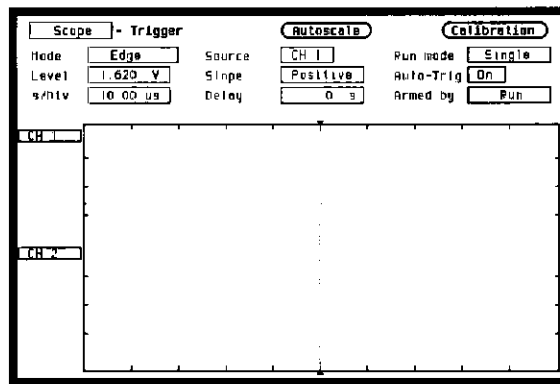 Scope - Trigger Autoscale Calibration
Mode Edge Source CH 1 Run mode Single
Level 1.620 V Slope Positive Auto-Trig On
s/Div 10.00 us Delay 0 s Armed by Run
CH 1
CH 2